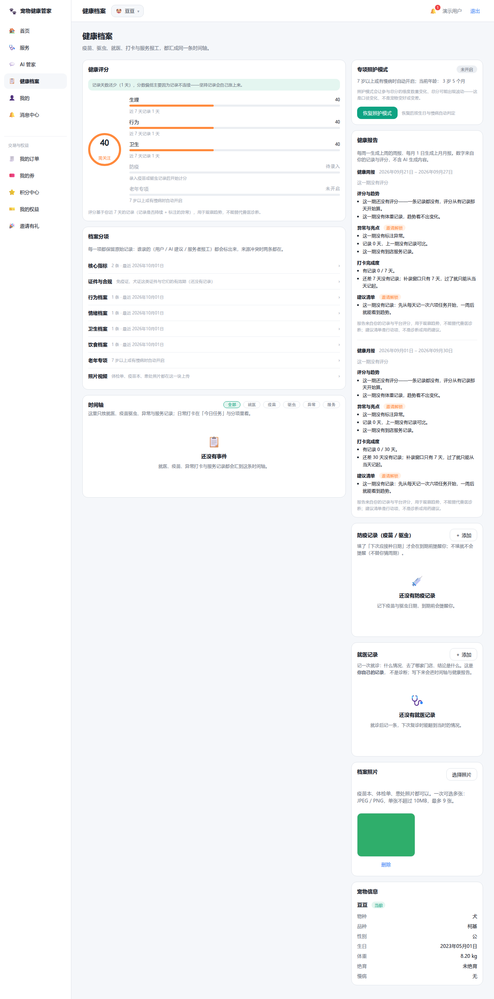 宠物健康管家
首页
服务
AI 管家
健康档案
我的
消息中心
交易与权益
我的订单
我的券
积分中心
我的权益
邀请有礼
健康档案
豆豆
1
演示用户
退出
健康档案
疫苗、驱虫、就医、打卡与服务报工，都汇成同一条时间轴。
健康评分
记录天数还少（1 天），分数偏低主要因为记录不连续——坚持记录会自己涨上来。
40
需关注
生理
40
近 7 天记录 1 天
行为
40
近 7 天记录 1 天
卫生
40
近 7 天记录 1 天
防疫
待录入
录入疫苗或驱虫记录后开始计分
老年专项
未开启
7 岁以上或有慢病时自动开启
评分基于你近 7 天的记录（记录是否持续 + 标注的异常），用于观察趋势，不能替代兽医诊断。
档案分项
每一项都保留原始记录：谁录的（用户 / AI 建议 / 服务者报工）都会标出来，来源冲突时两条都在。
核心指标 2 条 · 最近 2026年10月01日 ›
证件与合规 免疫证、犬证这类证件与它们的有效期（还没有记录） ›
行为档案 1 条 · 最近 2026年10月01日 ›
情绪档案 1 条 · 最近 2026年10月01日 ›
卫生档案 1 条 · 最近 2026年10月01日 ›
饮食档案 1 条 · 最近 2026年10月01日 ›
老年专项 7 岁以上或有慢病时自动开启 ›
照片视频 体检单、疫苗本、患处照片都在这一块上传 ›
时间轴
全部 就医 疫苗 驱虫 异常 服务
这里只放就医、疫苗驱虫、异常与服务记录；日常打卡在「今日任务」与分项里看。
还没有事件
就医、疫苗、异常打卡与服务记录都会汇到这条时间轴。
专项照护模式
未开启
7 岁以上或有慢病时自动开启；当前年龄： 3 岁 5 个月
照护模式会让参与总分的维度数量变化，总分可能出现波动——这
是口径变化，不是宠物变好或变差。
恢复照护模式
恢复后按生日与慢病自动判定
健康报告
每周一生成上周的周报、每月 1 日生成上月月报。数字来自
你的记录与评分，不含 AI 生成内容。
健康周报 2026年09月21日 – 2026年09月27日
这一期没有评分
评分与趋势
• 这一期还没有评分——一条记录都没有，评分从有记录那
天开始算。
• 这一期没有体重记录，趋势看不出变化。
异常与亮点 邀请解锁
• 这一期没有标注异常。
• 记录 0 天，上一期没有记录可比。
• 这一期没有到店服务记录。
打卡完成度
• 有记录 0 / 7 天。
• 还差 7 天没有记录；补录窗口只有 7 天，过了就只能从当
天记起。
建议清单 邀请解锁
• 这一期没有记录：先从每天记一次六项任务开始，一周后
就能看到趋势。
报告来自你的记录与平台评分，用于观察趋势，不能替代兽医诊
断；建议清单是行动项，不是诊断或用药建议。
健康月报 2026年09月01日 – 2026年09月30日
这一期没有评分
评分与趋势
• 这一期还没有评分——一条记录都没有，评分从有记录那
天开始算。
• 这一期没有体重记录，趋势看不出变化。
异常与亮点 邀请解锁
• 这一期没有标注异常。
• 记录 0 天，上一期没有记录可比。
• 这一期没有到店服务记录。
打卡完成度
• 有记录 0 / 30 天。
• 还差 30 天没有记录；补录窗口只有 7 天，过了就只能从
当天记起。
建议清单 邀请解锁
• 这一期没有记录：先从每天记一次六项任务开始，一周后
就能看到趋势。
报告来自你的记录与平台评分，用于观察趋势，不能替代兽医诊
断；建议清单是行动项，不是诊断或用药建议。
防疫记录（疫苗 / 驱虫）
+ 添加
填了「下次应接种日期」才会在到期前提醒你；不填就不会
提醒（不替你猜周期）。
还没有防疫记录
记下疫苗与驱虫日期，到期前会提醒你。
就医记录
+ 添加
记一次就诊：什么情况、去了哪家门店、结论是什么。这是
你自己的记录， 不是诊断；写下来会进时间轴与健康报告。
还没有就医记录
就诊后记一条，下次复诊时能翻到当时的情况。
档案照片
选择照片
疫苗本、体检单、患处照片都可以。一次可选多张：
JPEG / PNG，单张不超过 10MB，最多 9 张。
删除
宠物信息
豆豆 当前
物种 犬
品种 柯基
性别 公
生日 2023年05月01日
体重 8.20 kg
绝育 未绝育
慢病 无